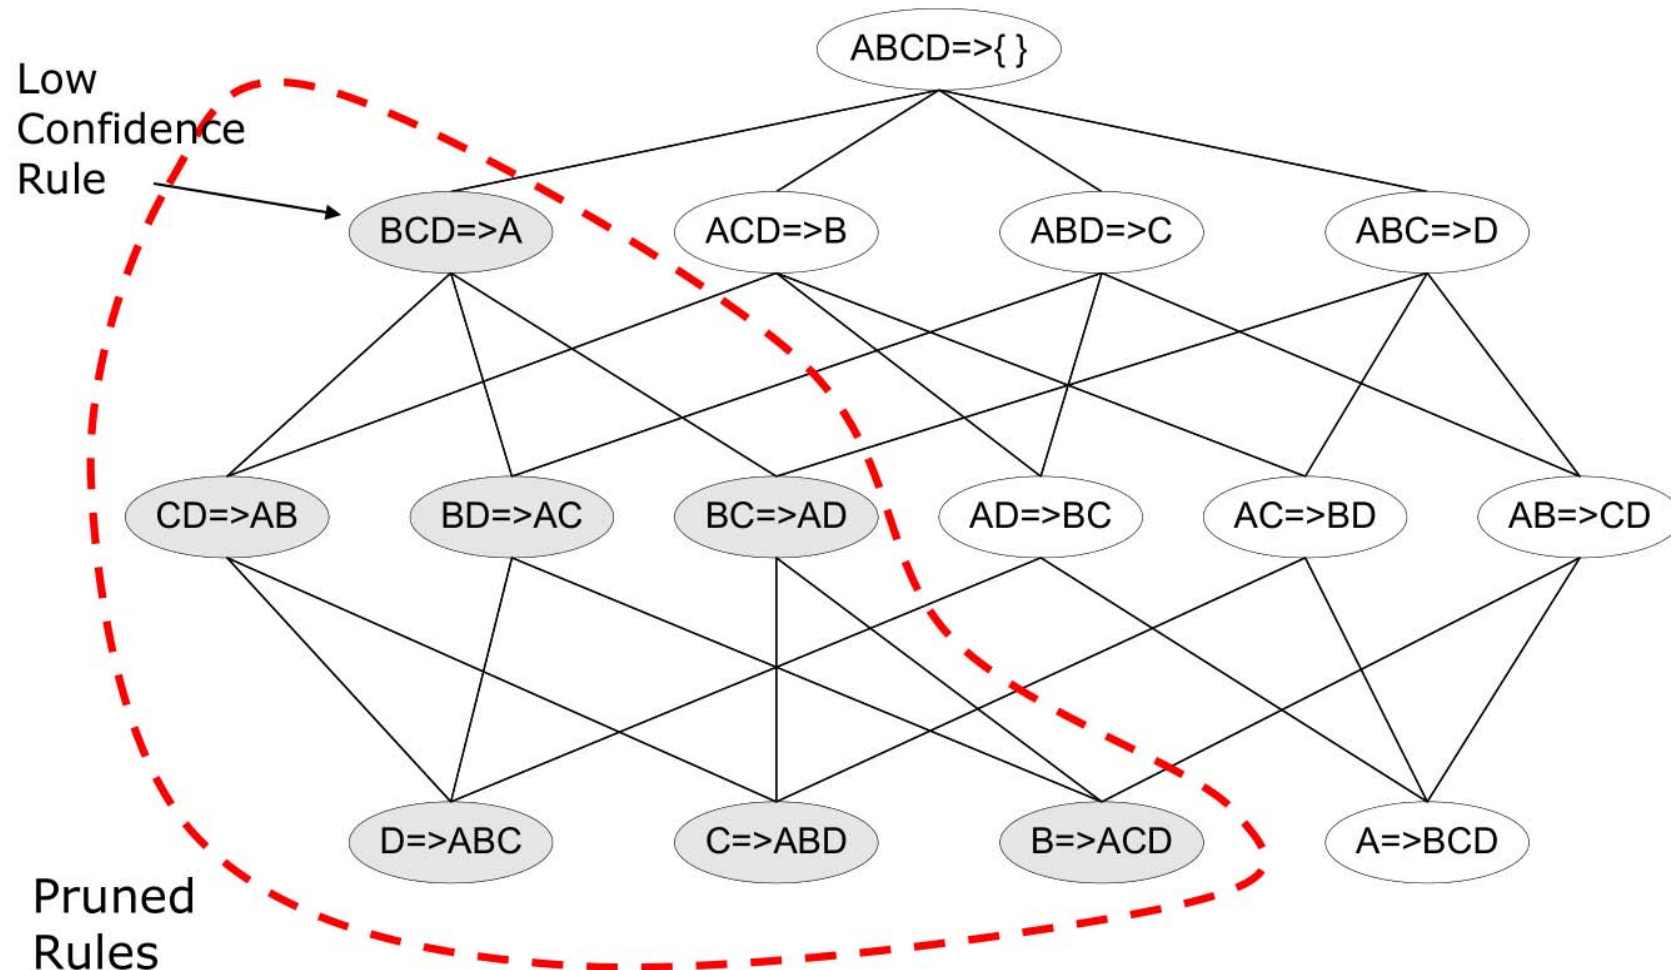 ABCD=>{ }
Low
Confidence
Rule
BCD=>A
ACD=>B
ABD=>C
ABC=>D
CD=>AB
BD=>AC
BC=>AD
AD=>BC
AC=>BD
AB=>CD
D=>ABC
C=>ABD
B=>ACD
A=>BCD
Pruned
Rules